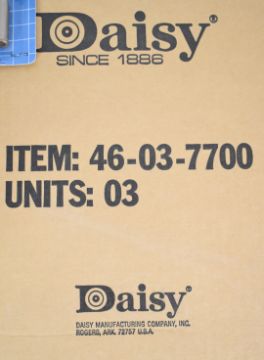 Daisy®
SINCE 1886
ITEM: 46-03-7700
UNITS: 03
Daisy®
DAISY MANUFACTURING COMPANY, INC.
ROGERS, ARK. 72757 U.S.A.